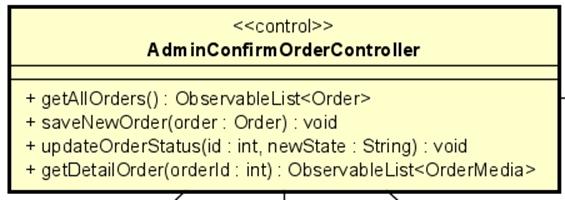 <<control>>
AdminConfirmOrderController
+ getAllOrders() : ObservableList<Order>
+ saveNewOrder(order : Order) : void
+ updateOrderStatus(id : int, newState : String) : void
+ getDetailOrder(orderId : int) : ObservableList<OrderMedia>